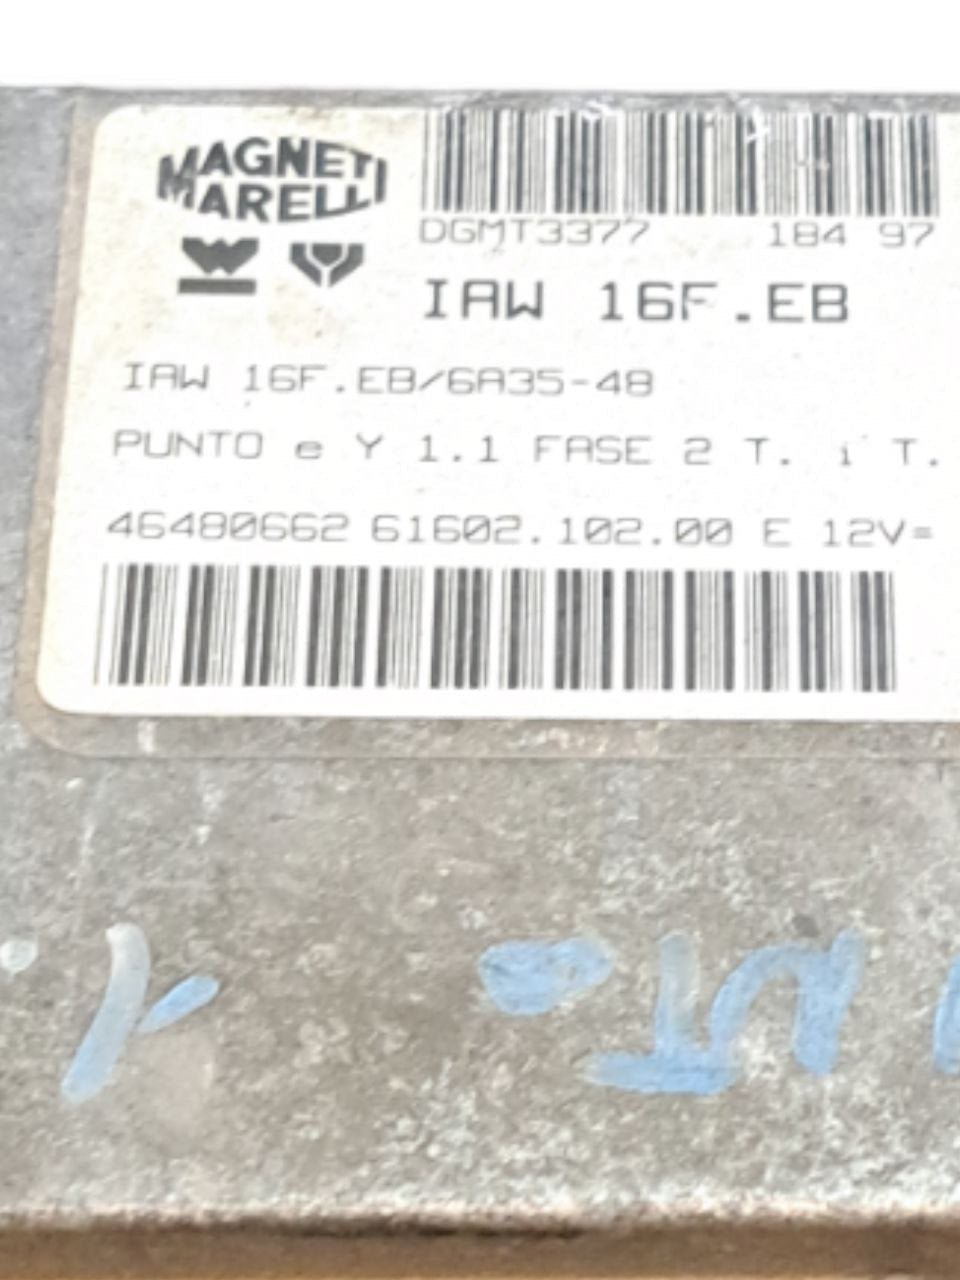 MAGNETI
MARELLI
DGMT3377 184 97
IAW 16F.EB
IAW 16F.EB/6A35-48
PUNTO e Y 1.1 FASE 2 T. i T.
46480662 61602.102.00 E 12V=